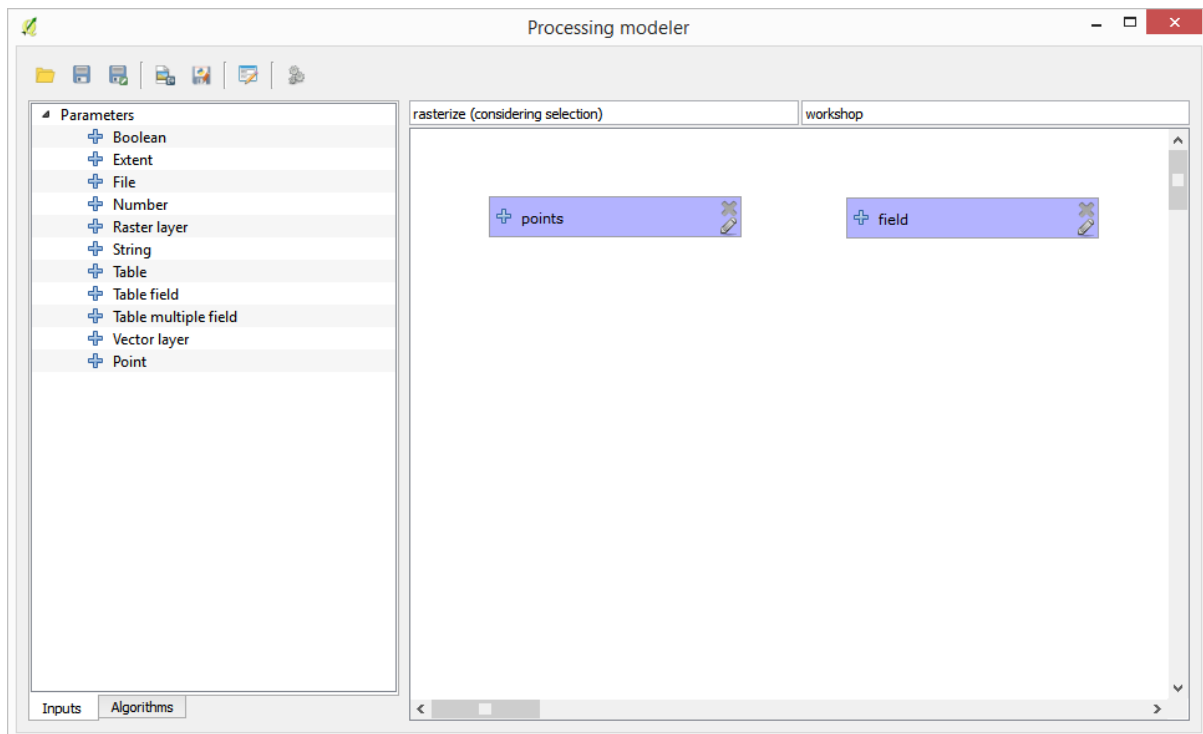 Processing modeler
Parameters
Boolean
Extent
File
Number
Raster layer
String
Table
Table field
Table multiple field
Vector layer
Point
Inputs Algorithms
rasterize (considering selection) workshop
points field